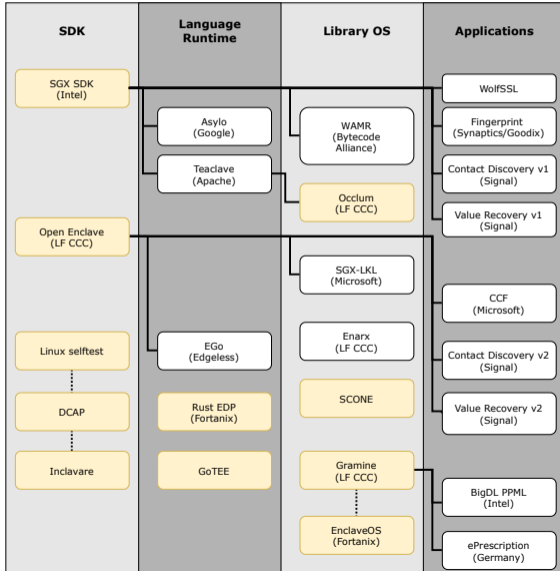 SDK
Language
Runtime
Library OS
Applications
SGX SDK
(Intel)
Asylo
(Google)
Teaclave
(Apache)
WAMR
(Bytecode
Alliance)
Occlum
(LF CCC)
WolfSSL
Fingerprint
(Synaptics/Goodix)
Contact Discovery v1
(Signal)
Value Recovery v1
(Signal)
Open Enclave
(LF CCC)
EGo
(Edgeless)
SGX-LKL
(Microsoft)
Enarx
(LF CCC)
CCF
(Microsoft)
Contact Discovery v2
(Signal)
Value Recovery v2
(Signal)
Linux selftest
DCAP
Inclavare
Rust EDP
(Fortanix)
GoTEE
SCONE
Gramine
(LF CCC)
EnclaveOS
(Fortanix)
BigDL PPML
(Intel)
ePrescription
(Germany)